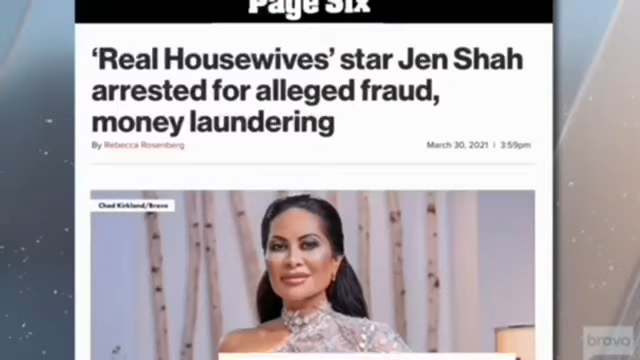 Page Six
‘Real Housewives’ star Jen Shah
arrested for alleged fraud,
money laundering
By Rebecca Rosenberg
March 30, 2021 | 3:59pm
Chad Kirkland/Bravo
bravo